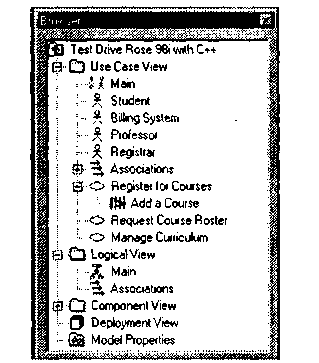 Browser
Test Drive Rose 98i with C++
Use Case View
Main
Student
Billing System
Professor
Registrar
Associations
Register for Courses
Add a Course
Request Course Roster
Manage Curriculum
Logical View
Main
Associations
Component View
Deployment View
Model Properties